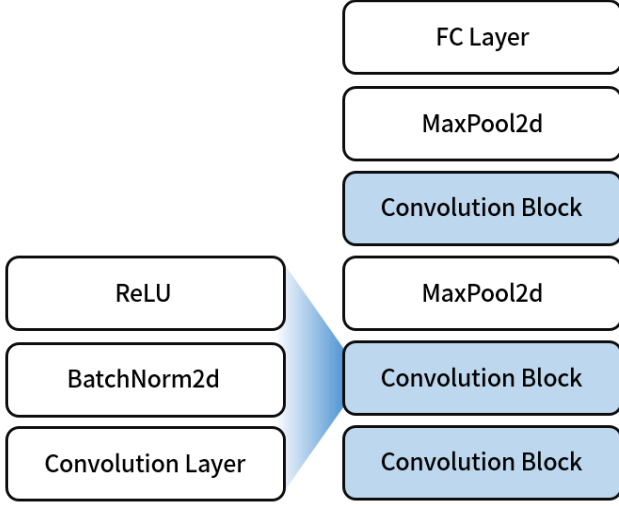 FC Layer
MaxPool2d
Convolution Block
MaxPool2d
Convolution Block
Convolution Block
ReLU
BatchNorm2d
Convolution Layer